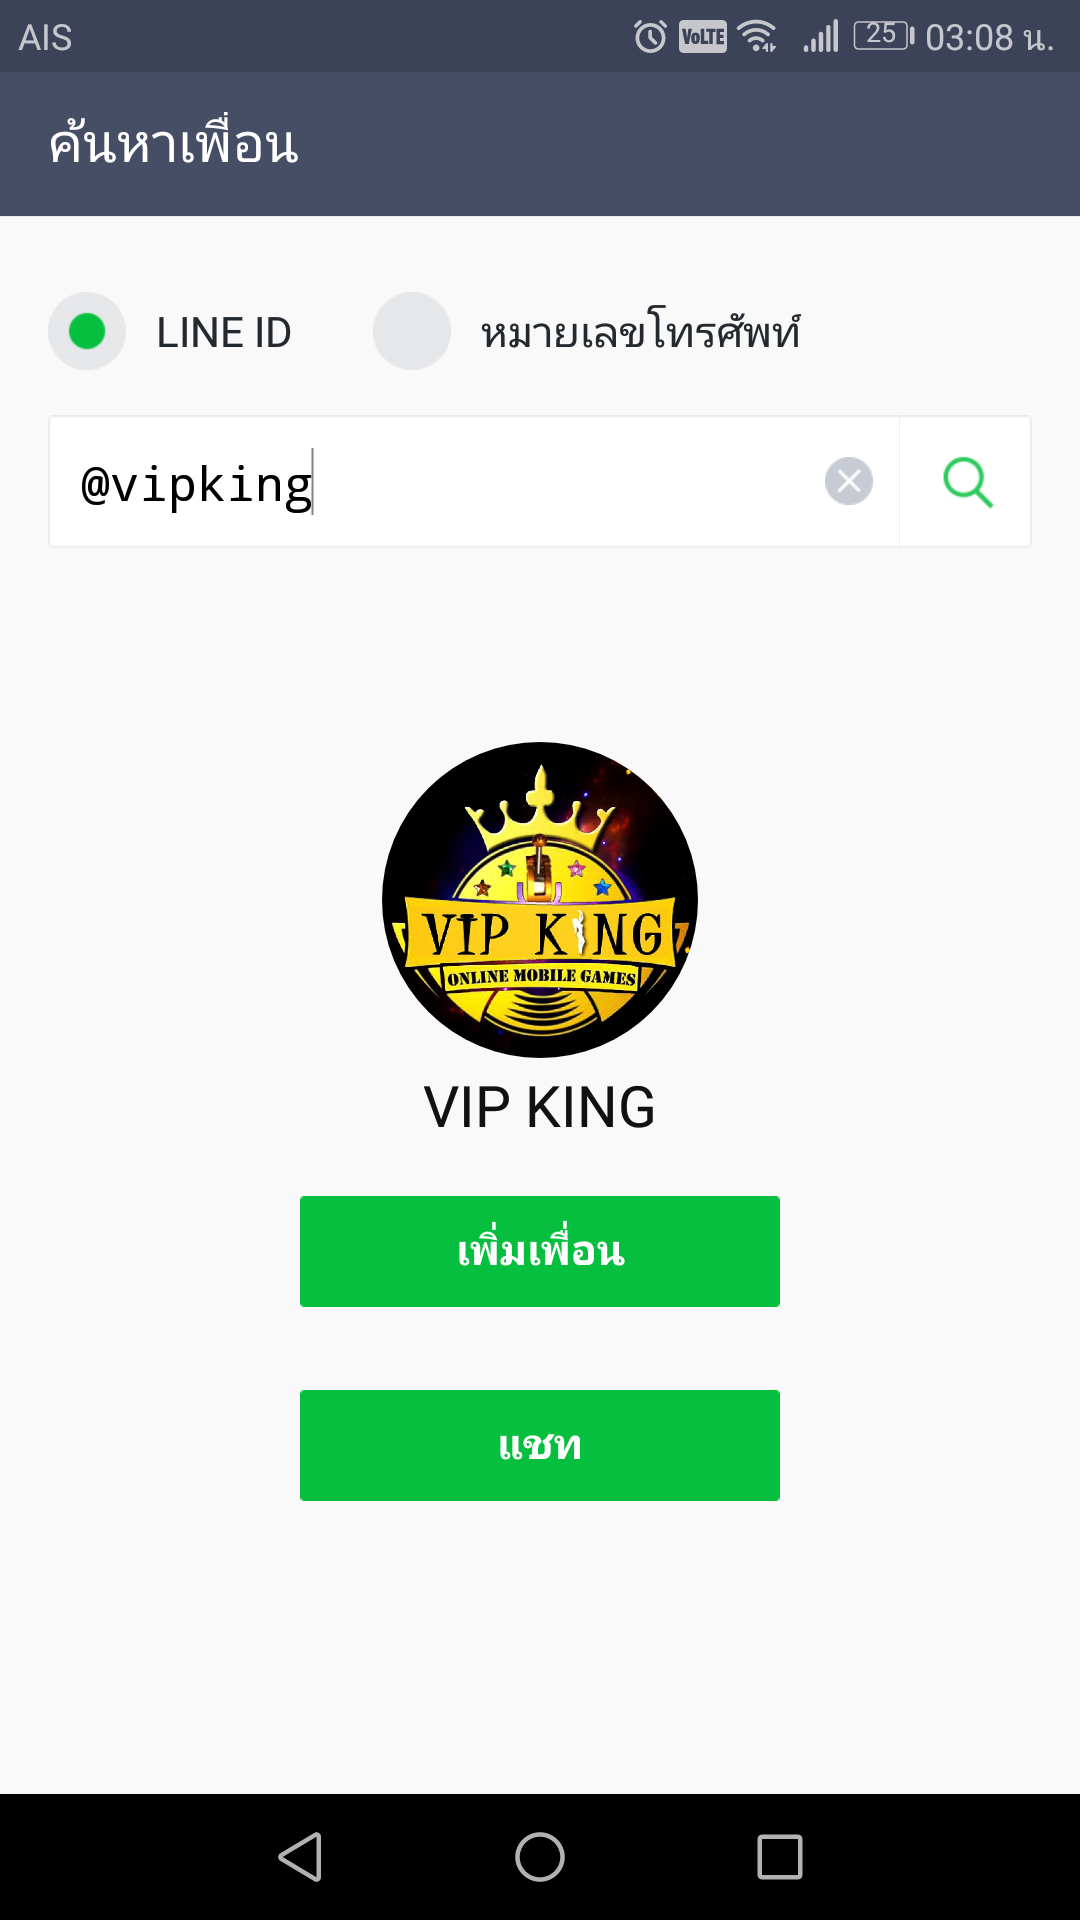 AIS VoLTE 25 03:08 น.
ค้นหาเพื่อน
LINE ID หมายเลขโทรศัพท์
@vipking
VIP KING
ONLINE MOBILE GAMES
VIP KING
เพิ่มเพื่อน
แชท